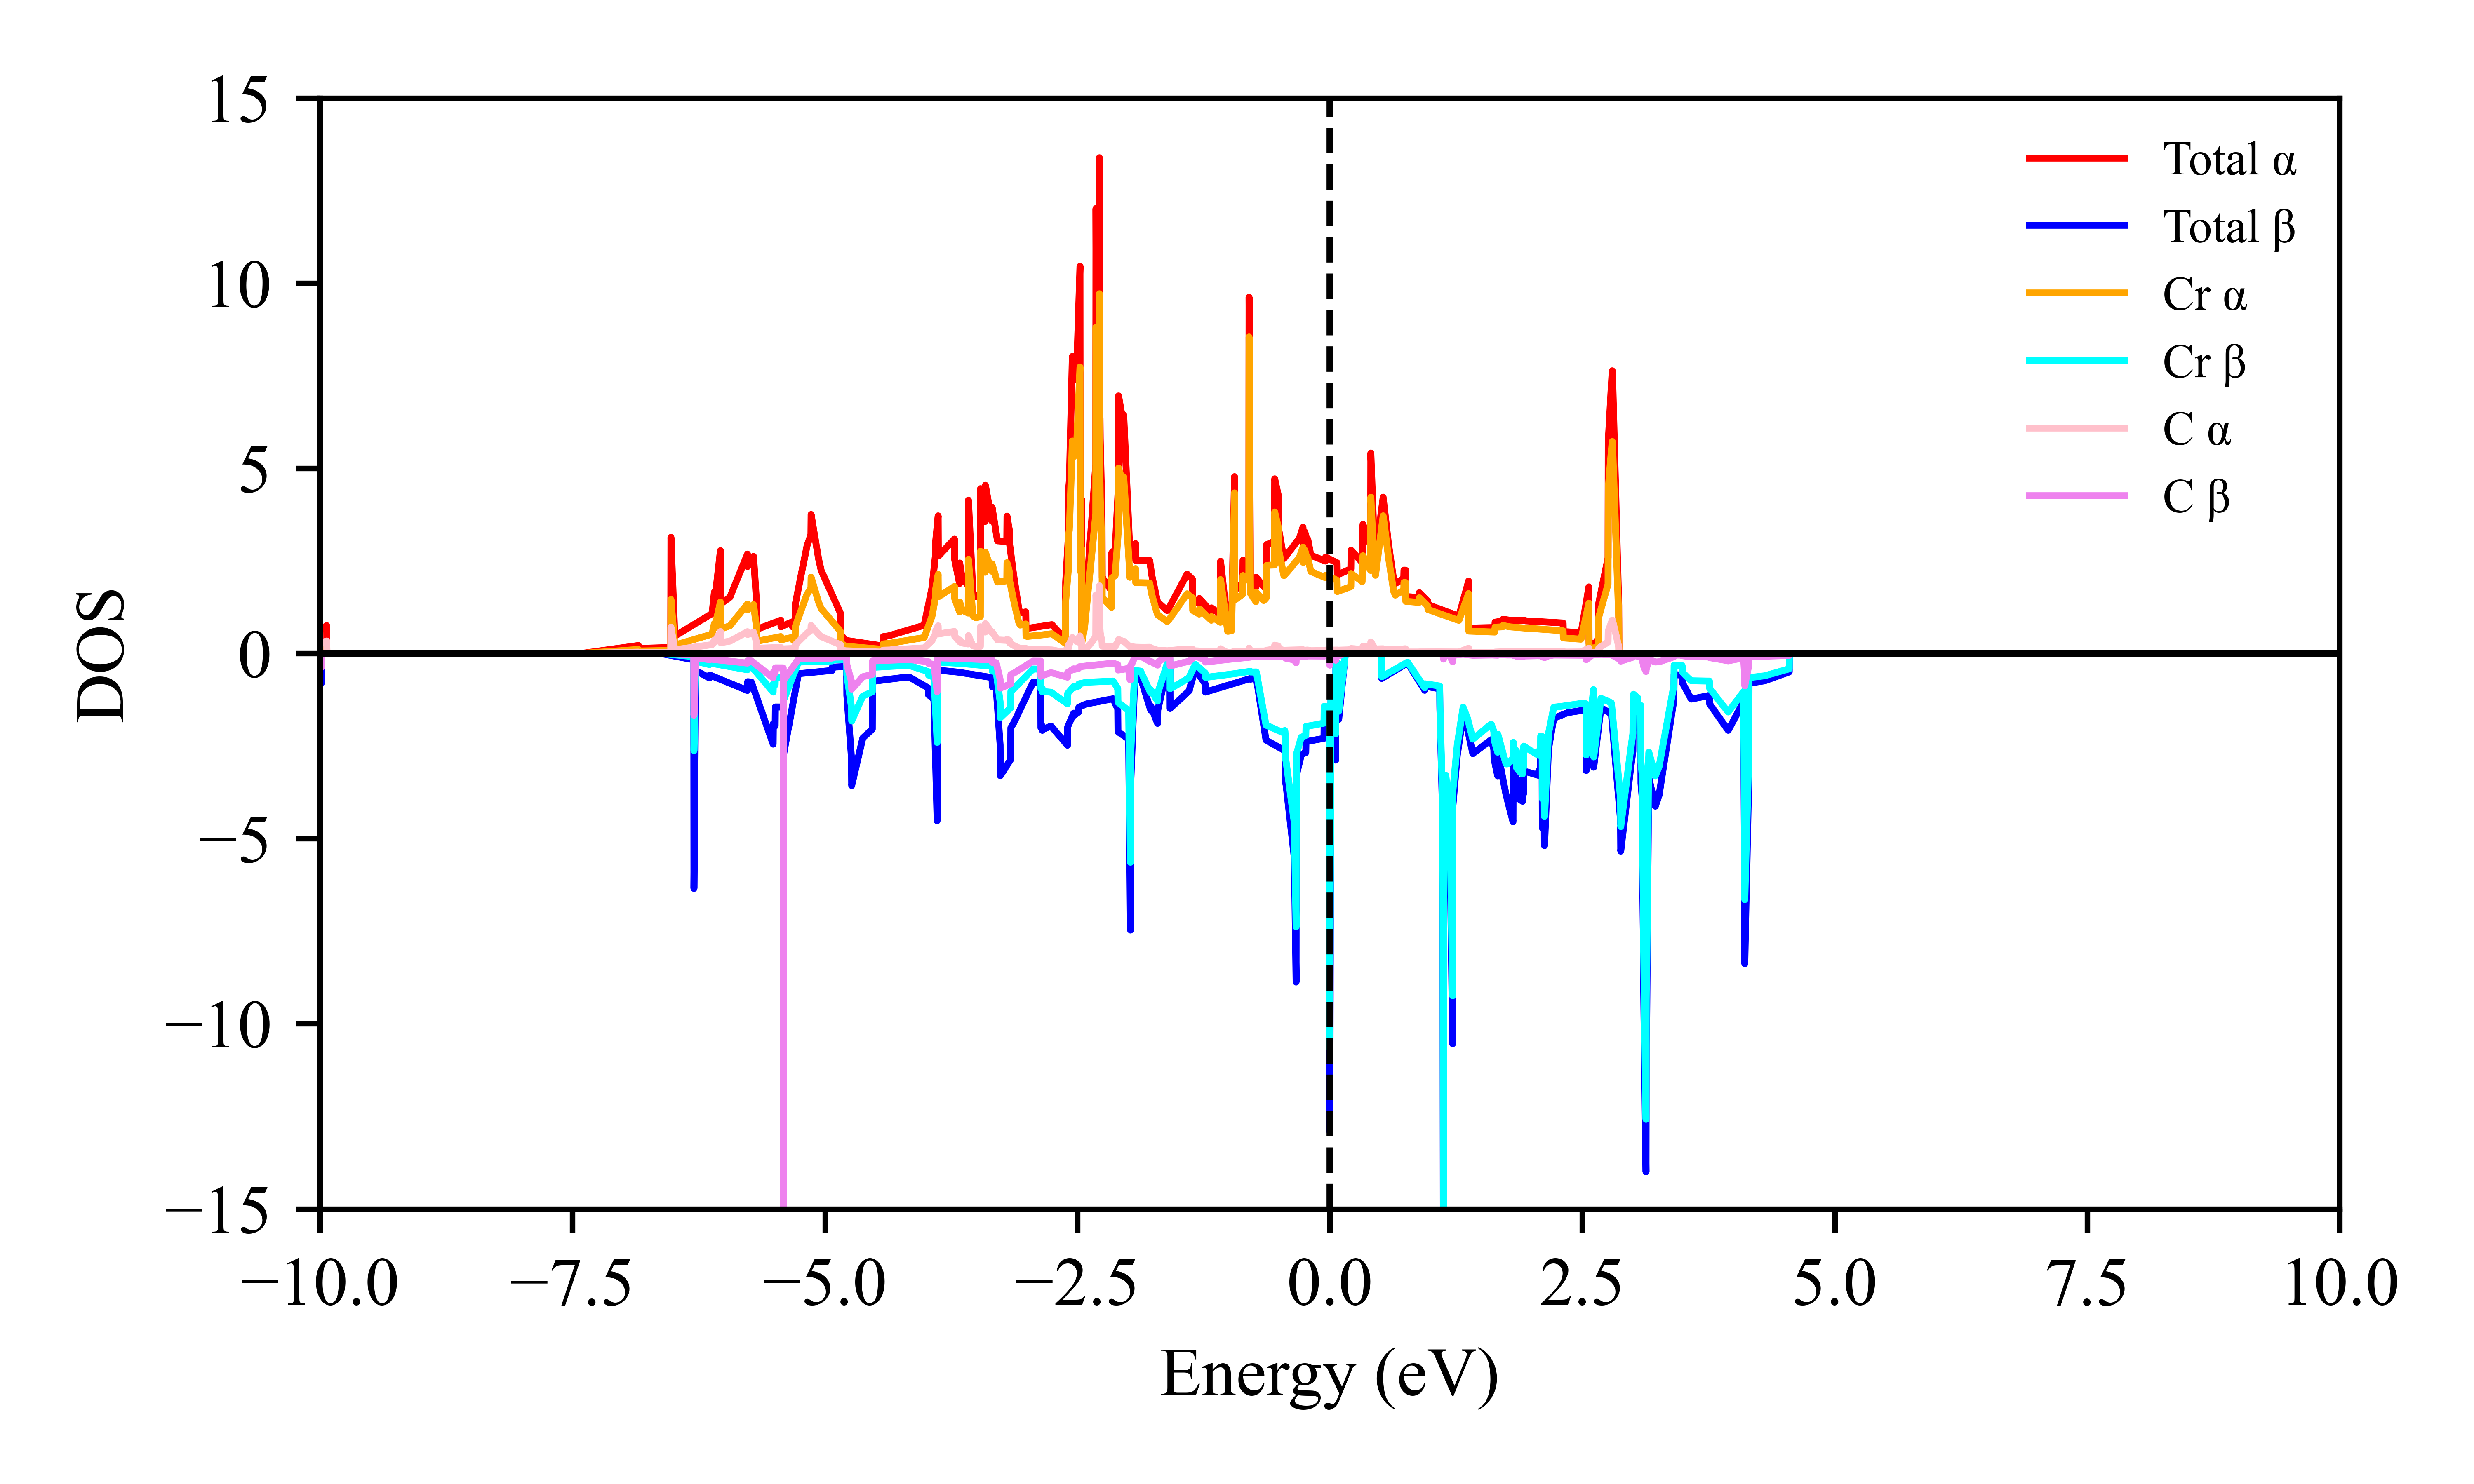 15
10
5
0
−5
−10
−15
DOS
−10.0
−7.5
−5.0
−2.5
0.0
2.5
5.0
7.5
10.0
Energy (eV)
Total α
Total β
Cr α
Cr β
C α
C β